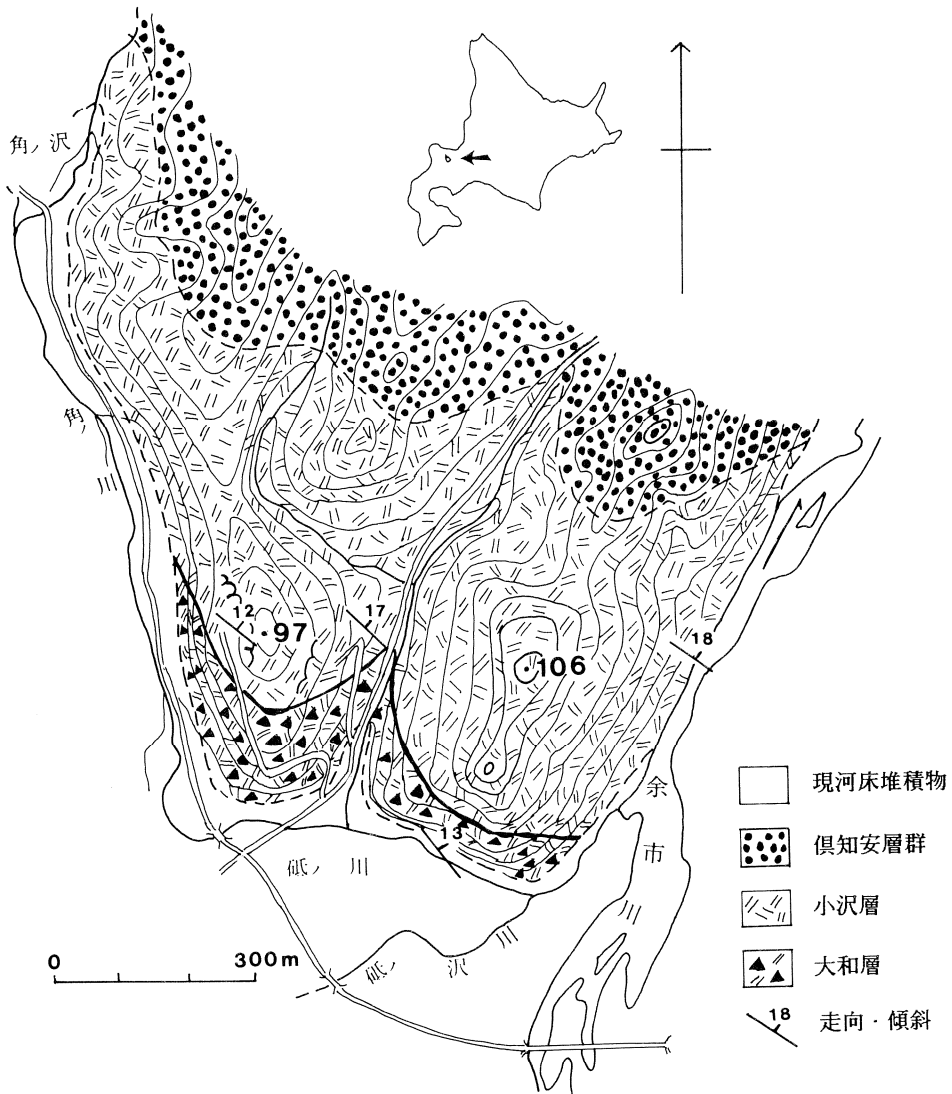 角ノ沢
角ノ川
12
97
17
106
18
13
余市川
砥ノ川
砥ノ沢川
0 300m
現河床堆積物
倶知安層群
小沢層
大和層
18 走向・傾斜